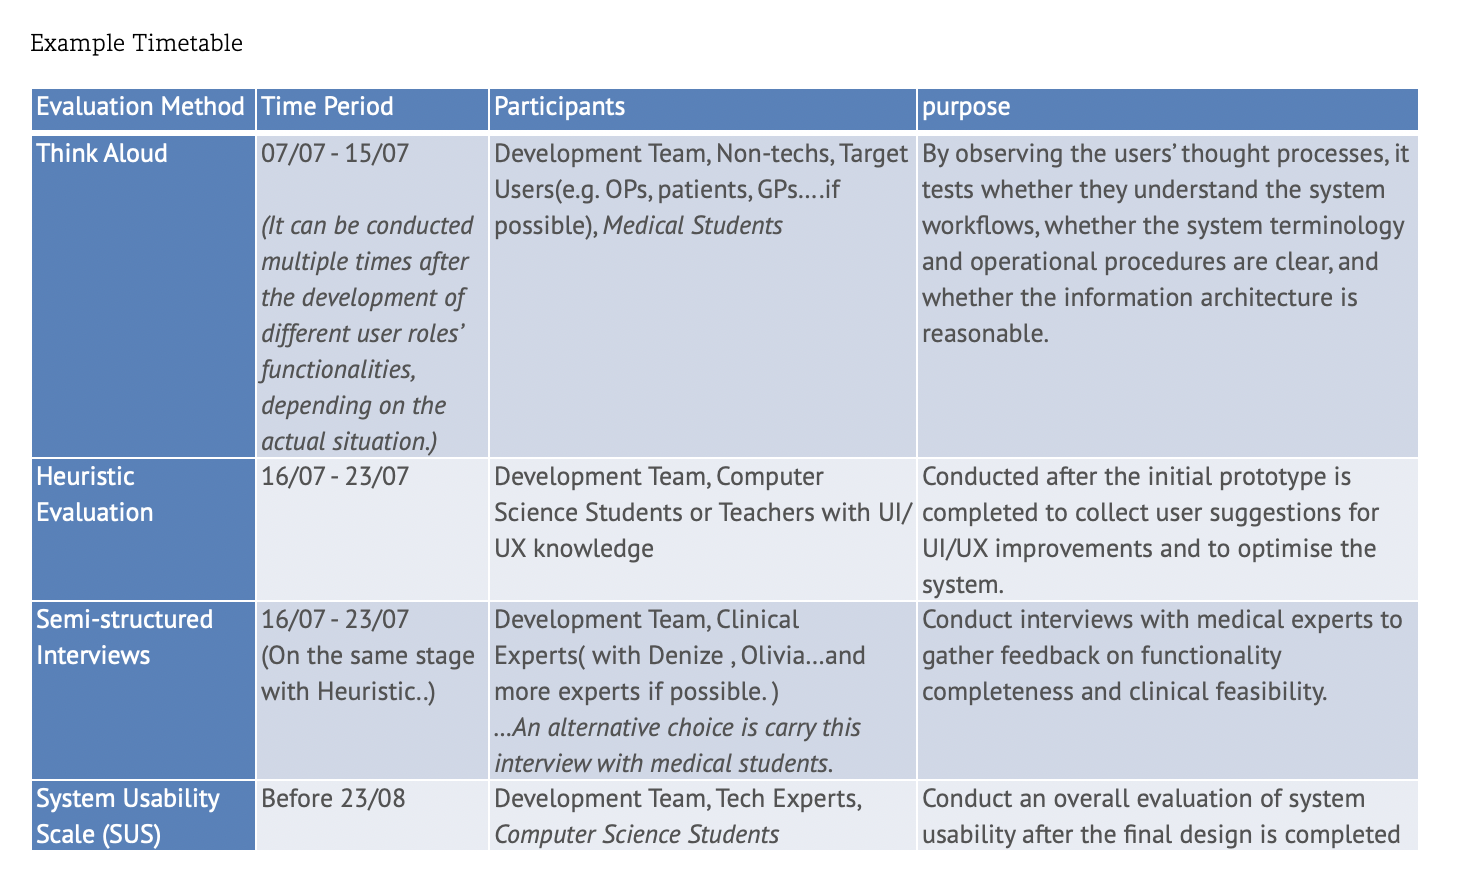 Example Timetable
Evaluation Method Time Period Participants purpose
Think Aloud
07/07 - 15/07
(It can be conducted
multiple times after
the development of
different user roles’
functionalities,
depending on the
actual situation.)
Development Team, Non-techs, Target
Users(e.g. OPs, patients, GPs....if
possible), Medical Students
By observing the users’ thought processes, it
tests whether they understand the system
workflows, whether the system terminology
and operational procedures are clear, and
whether the information architecture is
reasonable.
Heuristic
Evaluation
16/07 - 23/07
Development Team, Computer
Science Students or Teachers with UI/
UX knowledge
Conducted after the initial prototype is
completed to collect user suggestions for
UI/UX improvements and to optimise the
system.
Semi-structured
Interviews
16/07 - 23/07
(On the same stage
with Heuristic..)
Development Team, Clinical
Experts( with Denize , Olivia...and
more experts if possible. )
...An alternative choice is carry this
interview with medical students.
Conduct interviews with medical experts to
gather feedback on functionality
completeness and clinical feasibility.
System Usability
Scale (SUS)
Before 23/08
Development Team, Tech Experts,
Computer Science Students
Conduct an overall evaluation of system
usability after the final design is completed